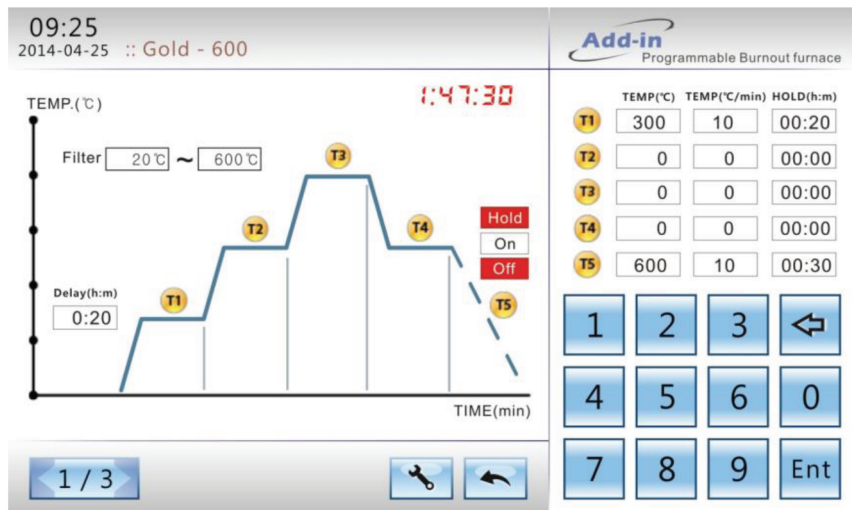 09:25
2014-04-25 :: Gold - 600
Add-in
Programmable Burnout furnace
TEMP.(℃)
1:47:30
Filter 20℃ ~ 600℃
T3
T2
T4
Hold
On
Off
Delay(h:m)
0:20
T1
T5
TIME(min)
1 / 3
TEMP(℃) TEMP(℃/min) HOLD(h:m)
T1 300 10 00:20
T2 0 0 00:00
T3 0 0 00:00
T4 0 0 00:00
T5 600 10 00:30
1 2 3
4 5 6 0
7 8 9 Ent